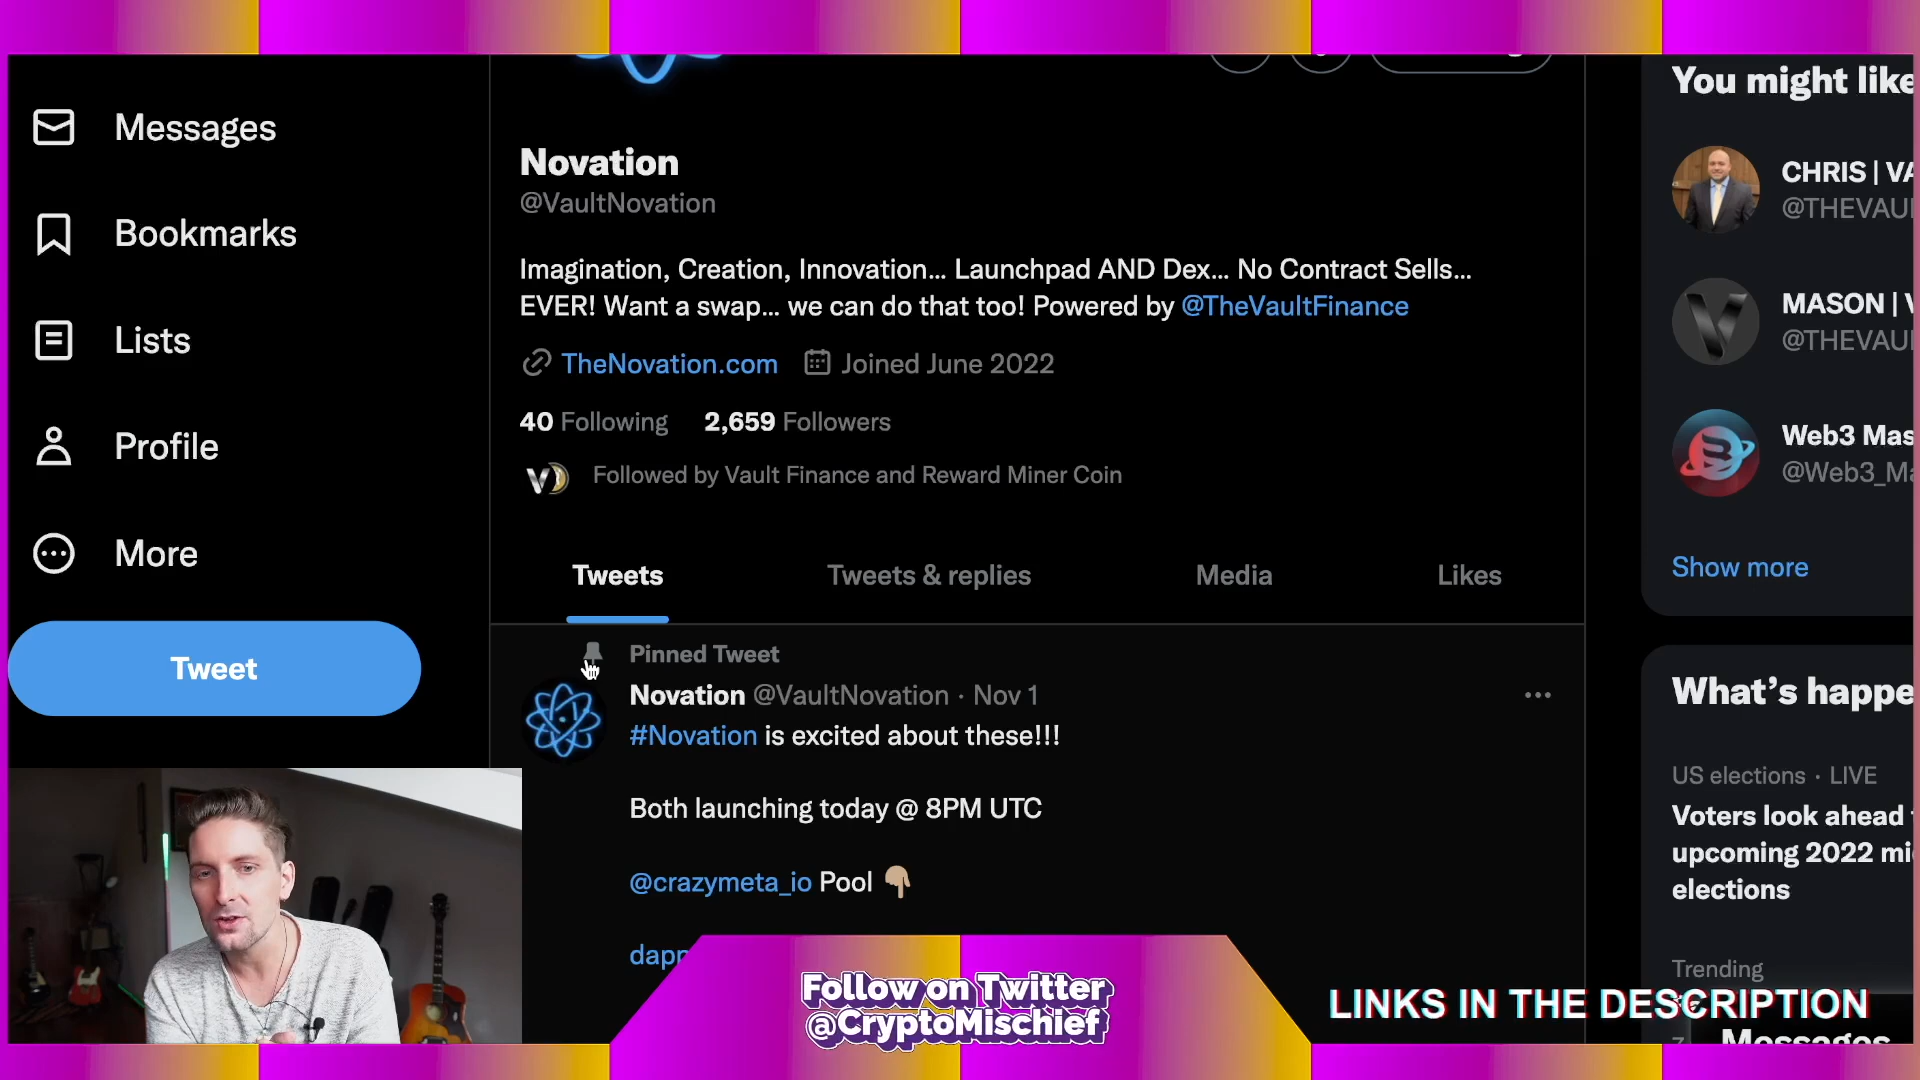 Messages
Bookmarks
Lists
Profile
More
Tweet
Novation
@VaultNovation
Imagination, Creation, Innovation... Launchpad AND Dex... No Contract Sells...
EVER! Want a swap... we can do that too! Powered by @TheVaultFinance
TheNovation.com Joined June 2022
40 Following 2,659 Followers
Followed by Vault Finance and Reward Miner Coin
Tweets Tweets & replies Media Likes
Pinned Tweet
Novation @VaultNovation · Nov 1
#Novation is excited about these!!!
Both launching today @ 8PM UTC
@crazymeta_io Pool
dapp
You might like
CHRIS | VA
@THEVAU
MASON | V
@THEVAU
Web3 Mas
@Web3_Ma
Show more
What's happe
US elections · LIVE
Voters look ahead
upcoming 2022 mi
elections
Trending
Messages
Follow on Twitter
@CryptoMischief
LINKS IN THE DESCRIPTION